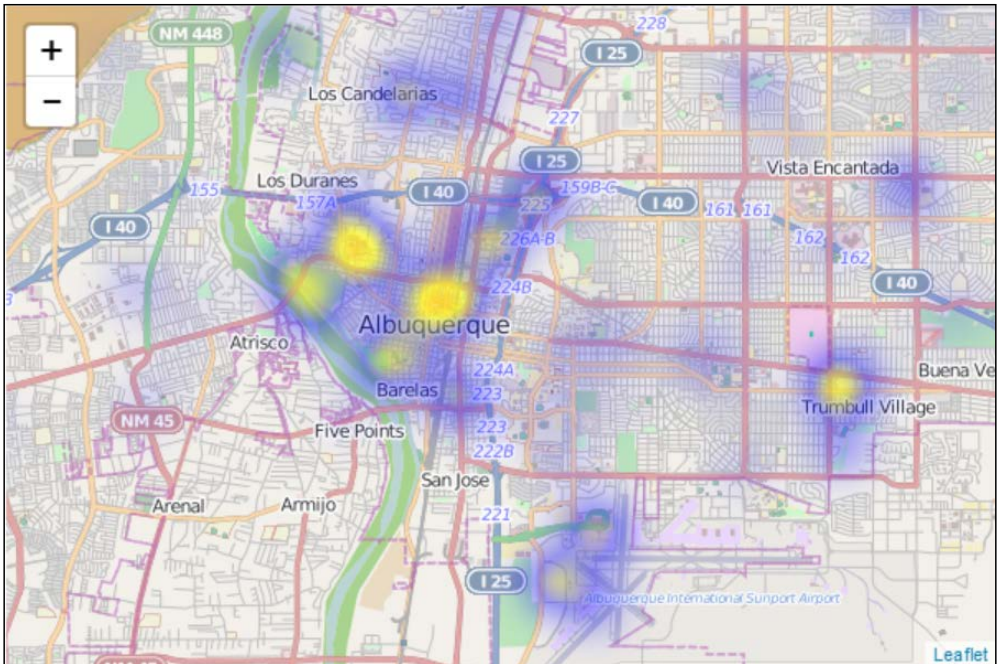 228
+
NM 448
I 25
−
Los Candelarias
227
I 25
Vista Encantada
Los Duranes
155
157A
I 40
159B-C
I 40
225
161
161
I 40
226A-B
162
162
I 40
224B
Albuquerque
Atrisco
224A
Buena Ve
Barelas
223
Trumbull Village
NM 45
Five Points
223
222B
San Jose
Arenal
Armijo
221
I 25
Albuquerque International Sunport Airport
Leaflet